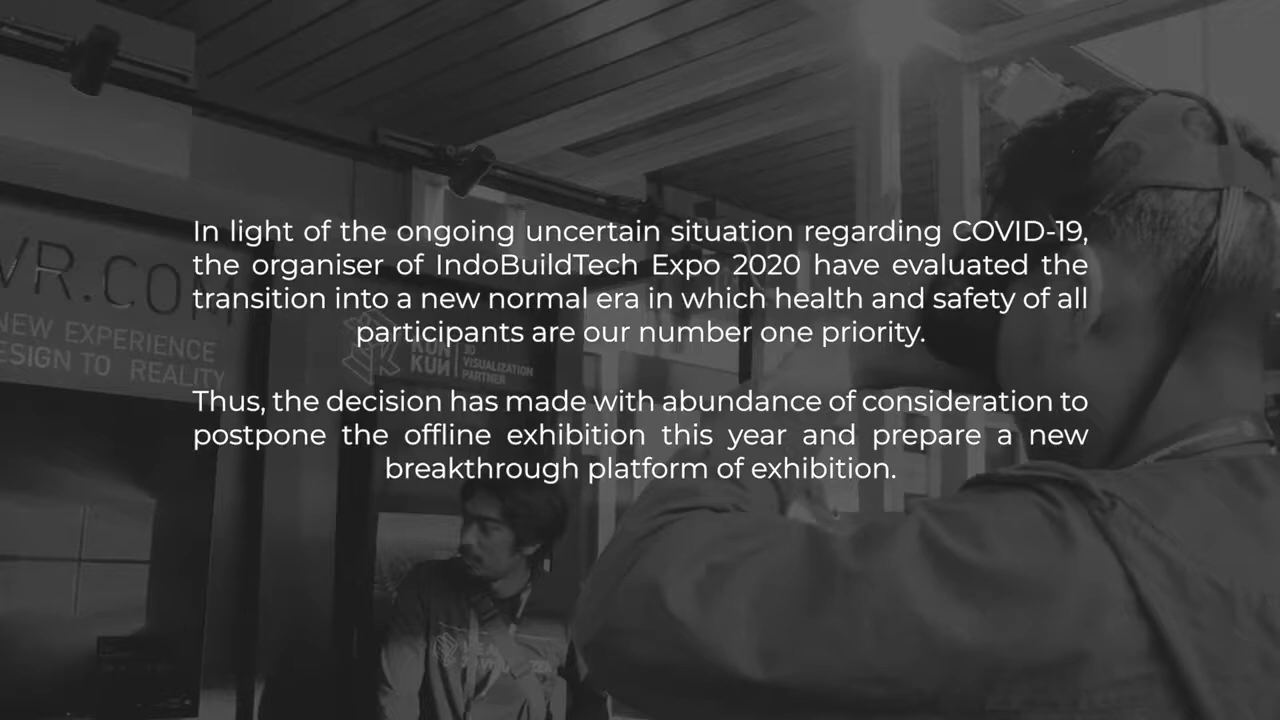 In light of the ongoing uncertain situation regarding COVID-19,
the organiser of IndoBuildTech Expo 2020 have evaluated the
transition into a new normal era in which health and safety of all
participants are our number one priority.
Thus, the decision has made with abundance of consideration to
postpone the offline exhibition this year and prepare a new
breakthrough platform of exhibition.
VR.COM
NEW EXPERIENCE
ESIGN TO REALITY
KUN
KUN
3D
VISUALIZATION
PARTNER